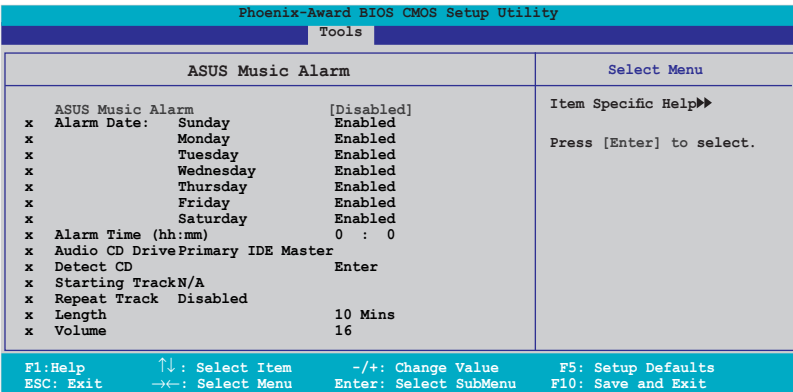 Phoenix-Award BIOS CMOS Setup Utility
Tools
ASUS Music Alarm
Select Menu
ASUS Music Alarm [Disabled]
x Alarm Date: Sunday Enabled
x Monday Enabled
x Tuesday Enabled
x Wednesday Enabled
x Thursday Enabled
x Friday Enabled
x Saturday Enabled
x Alarm Time (hh:mm) 0 : 0
x Audio CD Drive Primary IDE Master
x Detect CD Enter
x Starting Track N/A
x Repeat Track Disabled
x Length 10 Mins
x Volume 16
Item Specific Help▶▶
Press [Enter] to select.
F1:Help ↑↓: Select Item -/+: Change Value F5: Setup Defaults
ESC: Exit →←: Select Menu Enter: Select SubMenu F10: Save and Exit